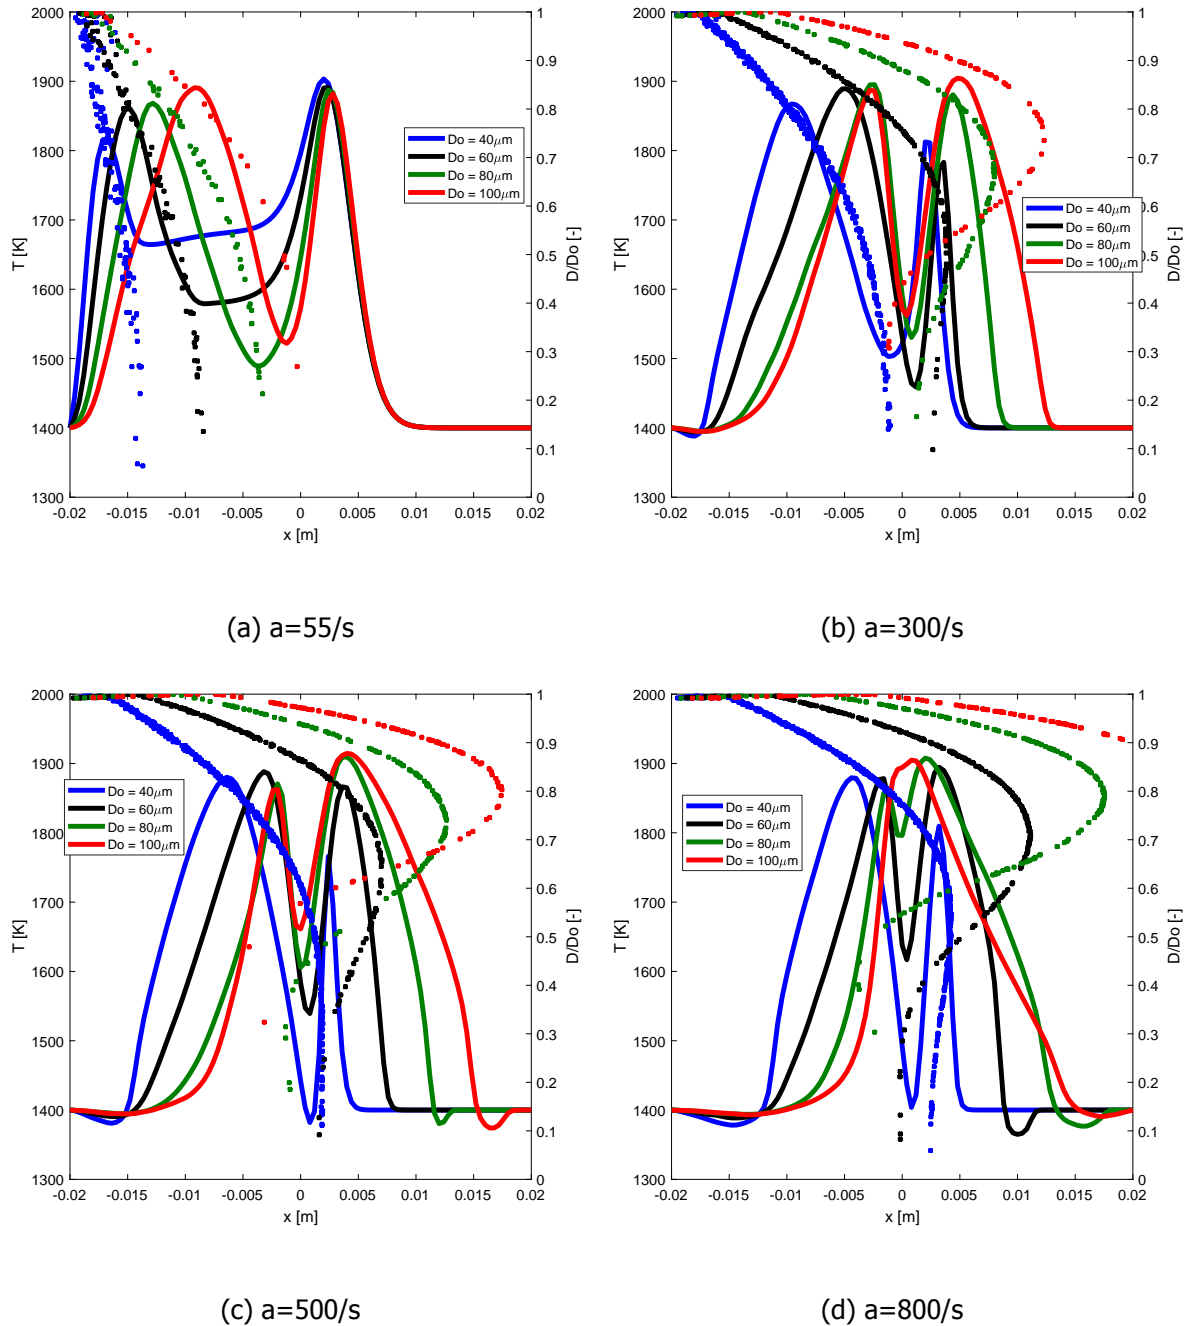 2000
1900
1800
1700
1600
1500
1400
1300
T [K]
-0.02 -0.015 -0.01 -0.005 0 0.005 0.01 0.015 0.02
x [m]
1
0.9
0.8
0.7
0.6
0.5
0.4
0.3
0.2
0.1
0
D/Do [-]
Do = 40μm
Do = 60μm
Do = 80μm
Do = 100μm
(a) a=55/s
2000
1900
1800
1700
1600
1500
1400
1300
T [K]
-0.02 -0.015 -0.01 -0.005 0 0.005 0.01 0.015 0.02
x [m]
1
0.9
0.8
0.7
0.6
0.5
0.4
0.3
0.2
0.1
0
D/Do [-]
Do = 40μm
Do = 60μm
Do = 80μm
Do = 100μm
(b) a=300/s
2000
1900
1800
1700
1600
1500
1400
1300
T [K]
-0.02 -0.015 -0.01 -0.005 0 0.005 0.01 0.015 0.02
x [m]
1
0.9
0.8
0.7
0.6
0.5
0.4
0.3
0.2
0.1
0
D/Do [-]
Do = 40μm
Do = 60μm
Do = 80μm
Do = 100μm
(c) a=500/s
2000
1900
1800
1700
1600
1500
1400
1300
T [K]
-0.02 -0.015 -0.01 -0.005 0 0.005 0.01 0.015 0.02
x [m]
1
0.9
0.8
0.7
0.6
0.5
0.4
0.3
0.2
0.1
0
D/Do [-]
Do = 40μm
Do = 60μm
Do = 80μm
Do = 100μm
(d) a=800/s